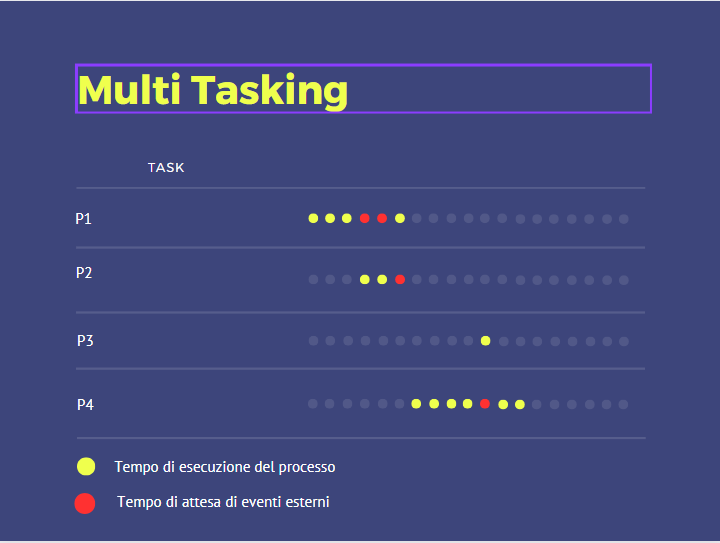 Multi Tasking
TASK
P1
P2
P3
P4
Tempo di esecuzione del processo
Tempo di attesa di eventi esterni